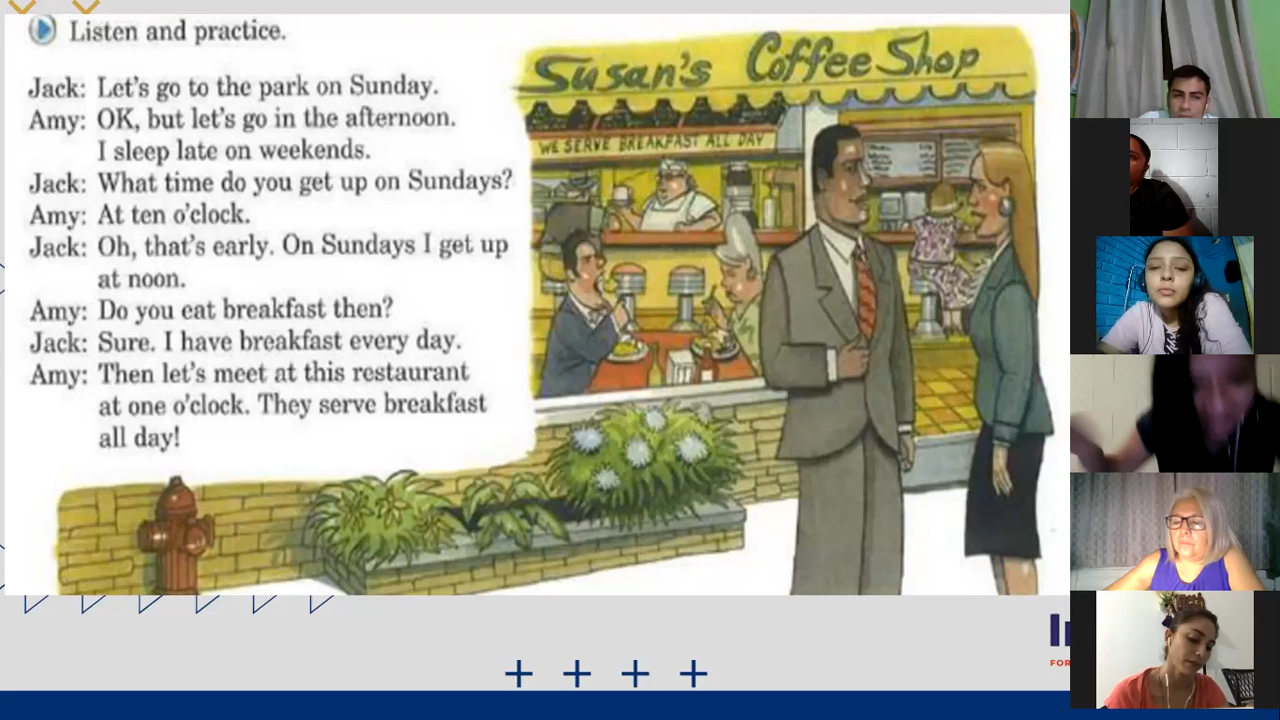 Listen and practice.
Jack: Let's go to the park on Sunday.
Amy: OK, but let's go in the afternoon.
I sleep late on weekends.
Jack: What time do you get up on Sundays?
Amy: At ten o'clock.
Jack: Oh, that's early. On Sundays I get up
at noon.
Amy: Do you eat breakfast then?
Jack: Sure. I have breakfast every day.
Amy: Then let's meet at this restaurant
at one o'clock. They serve breakfast
all day!
Susan's Coffee Shop
WE SERVE BREAKFAST ALL DAY
FOR